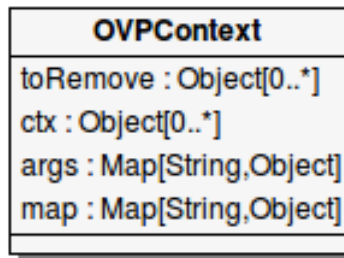 OVPContext
toRemove : Object[0..*]
ctx : Object[0..*]
args : Map[String,Object]
map : Map[String,Object]